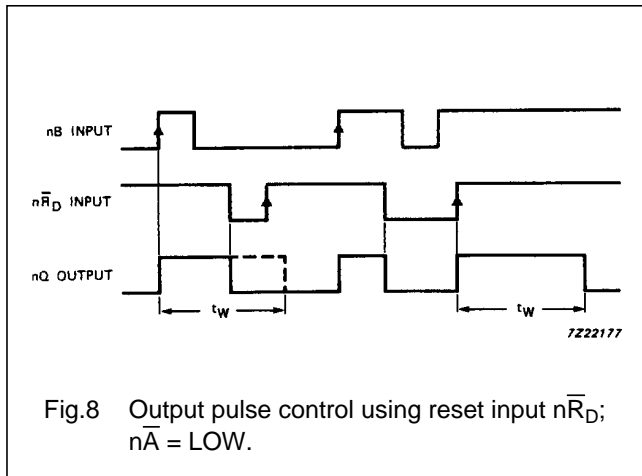 nB INPUT
nR̅D INPUT
nQ OUTPUT
tW
tW
7Z22177
Fig.8 Output pulse control using reset input nR̅D;
nA̅ = LOW.